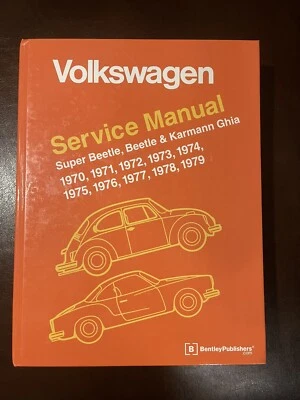 Volkswagen
Service Manual
Super Beetle, Beetle & Karmann Ghia
1970, 1971, 1972, 1973, 1974,
1975, 1976, 1977, 1978, 1979
B BentleyPublishers™
.com